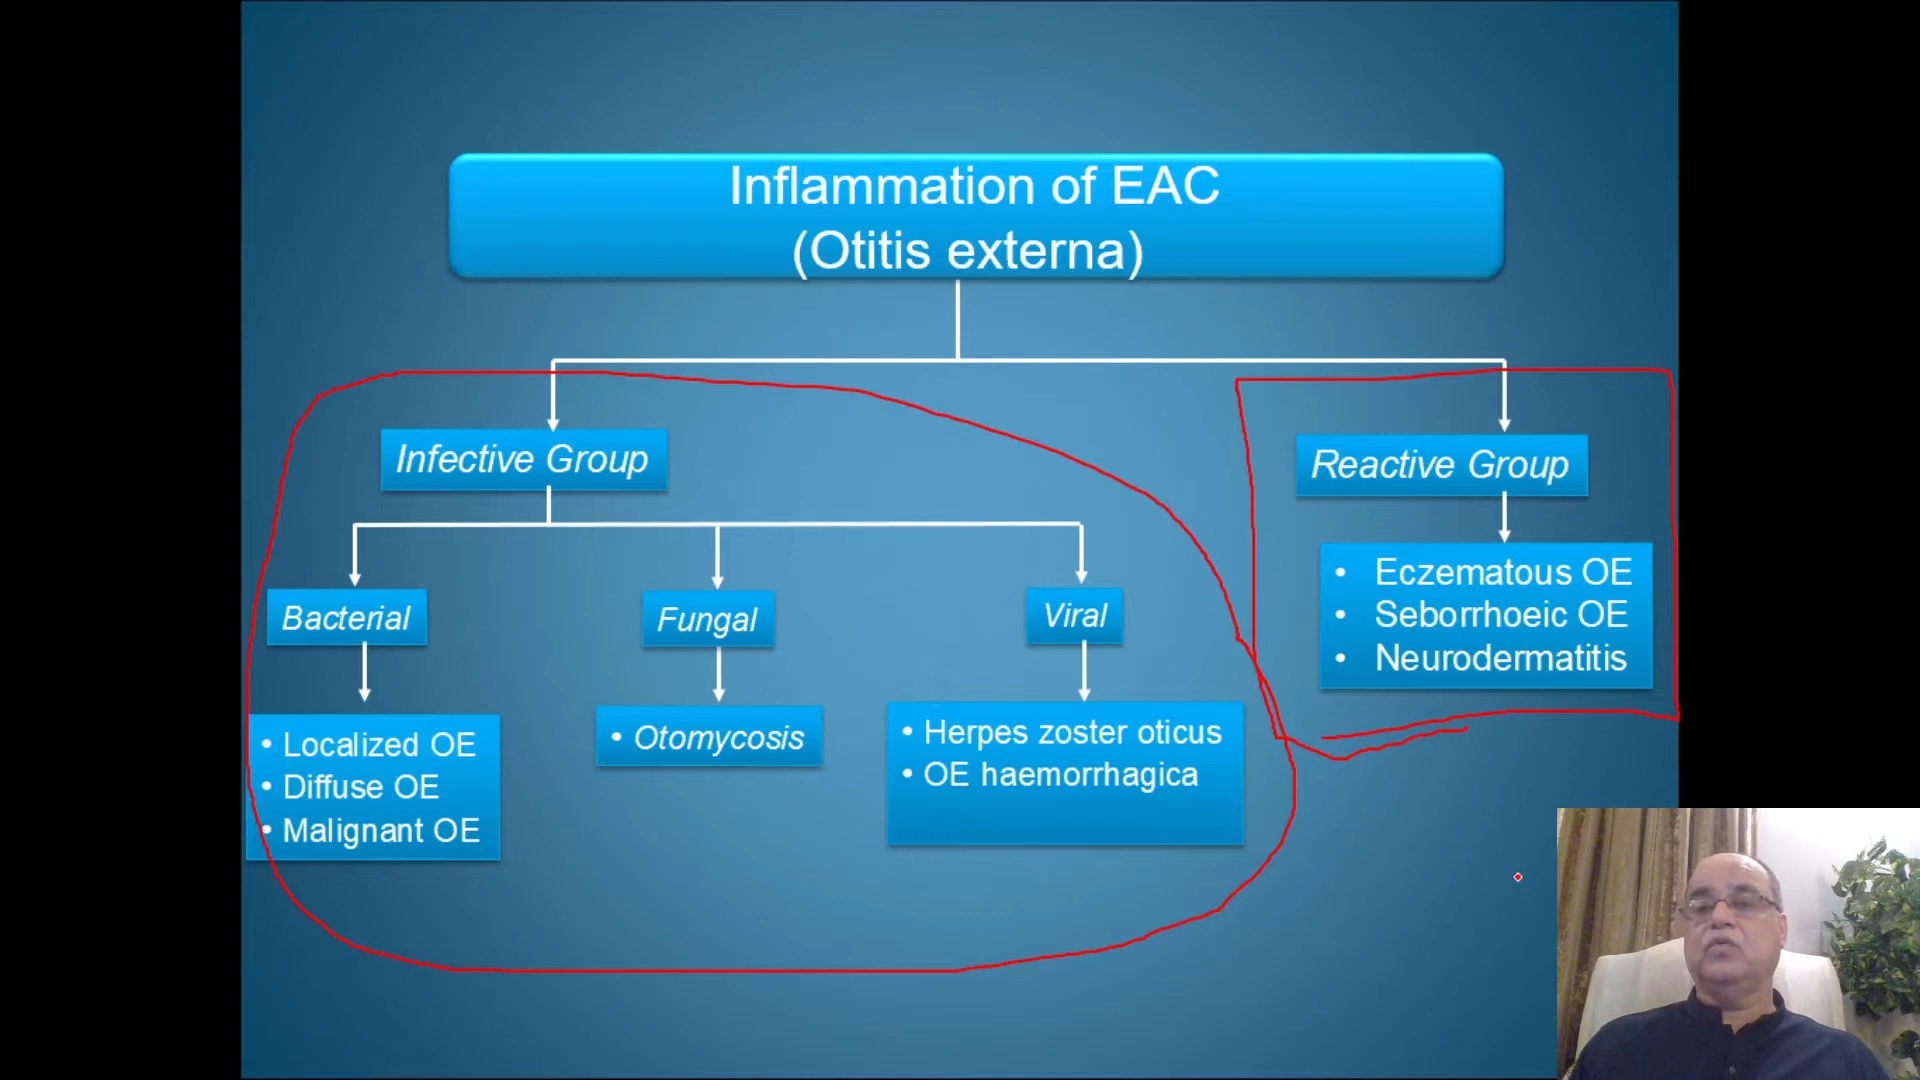 Inflammation of EAC
(Otitis externa)
Infective Group
Reactive Group
Bacterial
Fungal
Viral
• Eczematous OE
• Seborrhoeic OE
• Neurodermatitis
• Localized OE
• Diffuse OE
• Malignant OE
• Otomycosis
• Herpes zoster oticus
• OE haemorrhagica